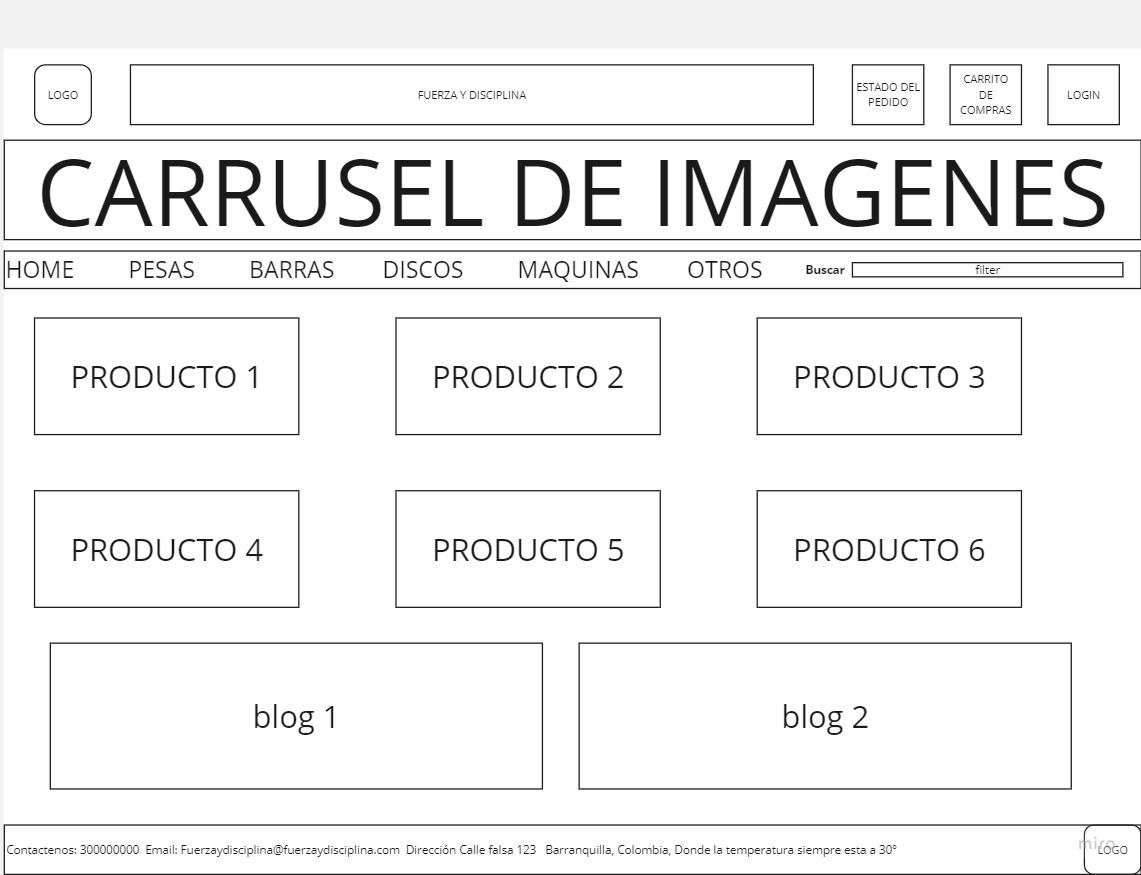 LOGO
FUERZA Y DISCIPLINA
ESTADO DEL
PEDIDO
CARRITO
DE
COMPRAS
LOGIN
CARRUSEL DE IMAGENES
HOME PESAS BARRAS DISCOS MAQUINAS OTROS Buscar filter
PRODUCTO 1 PRODUCTO 2 PRODUCTO 3
PRODUCTO 4 PRODUCTO 5 PRODUCTO 6
blog 1 blog 2
Contactenos: 300000000 Email: Fuerzaydisciplina@fuerzaydisciplina.com Dirección Calle falsa 123 Barranquilla, Colombia, Donde la temperatura siempre esta a 30°
miro
LOGO